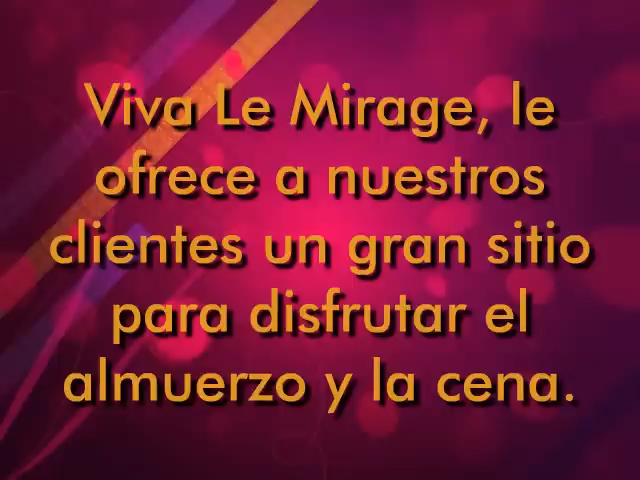 Viva Le Mirage, le
ofrece a nuestros
clientes un gran sitio
para disfrutar el
almuerzo y la cena.